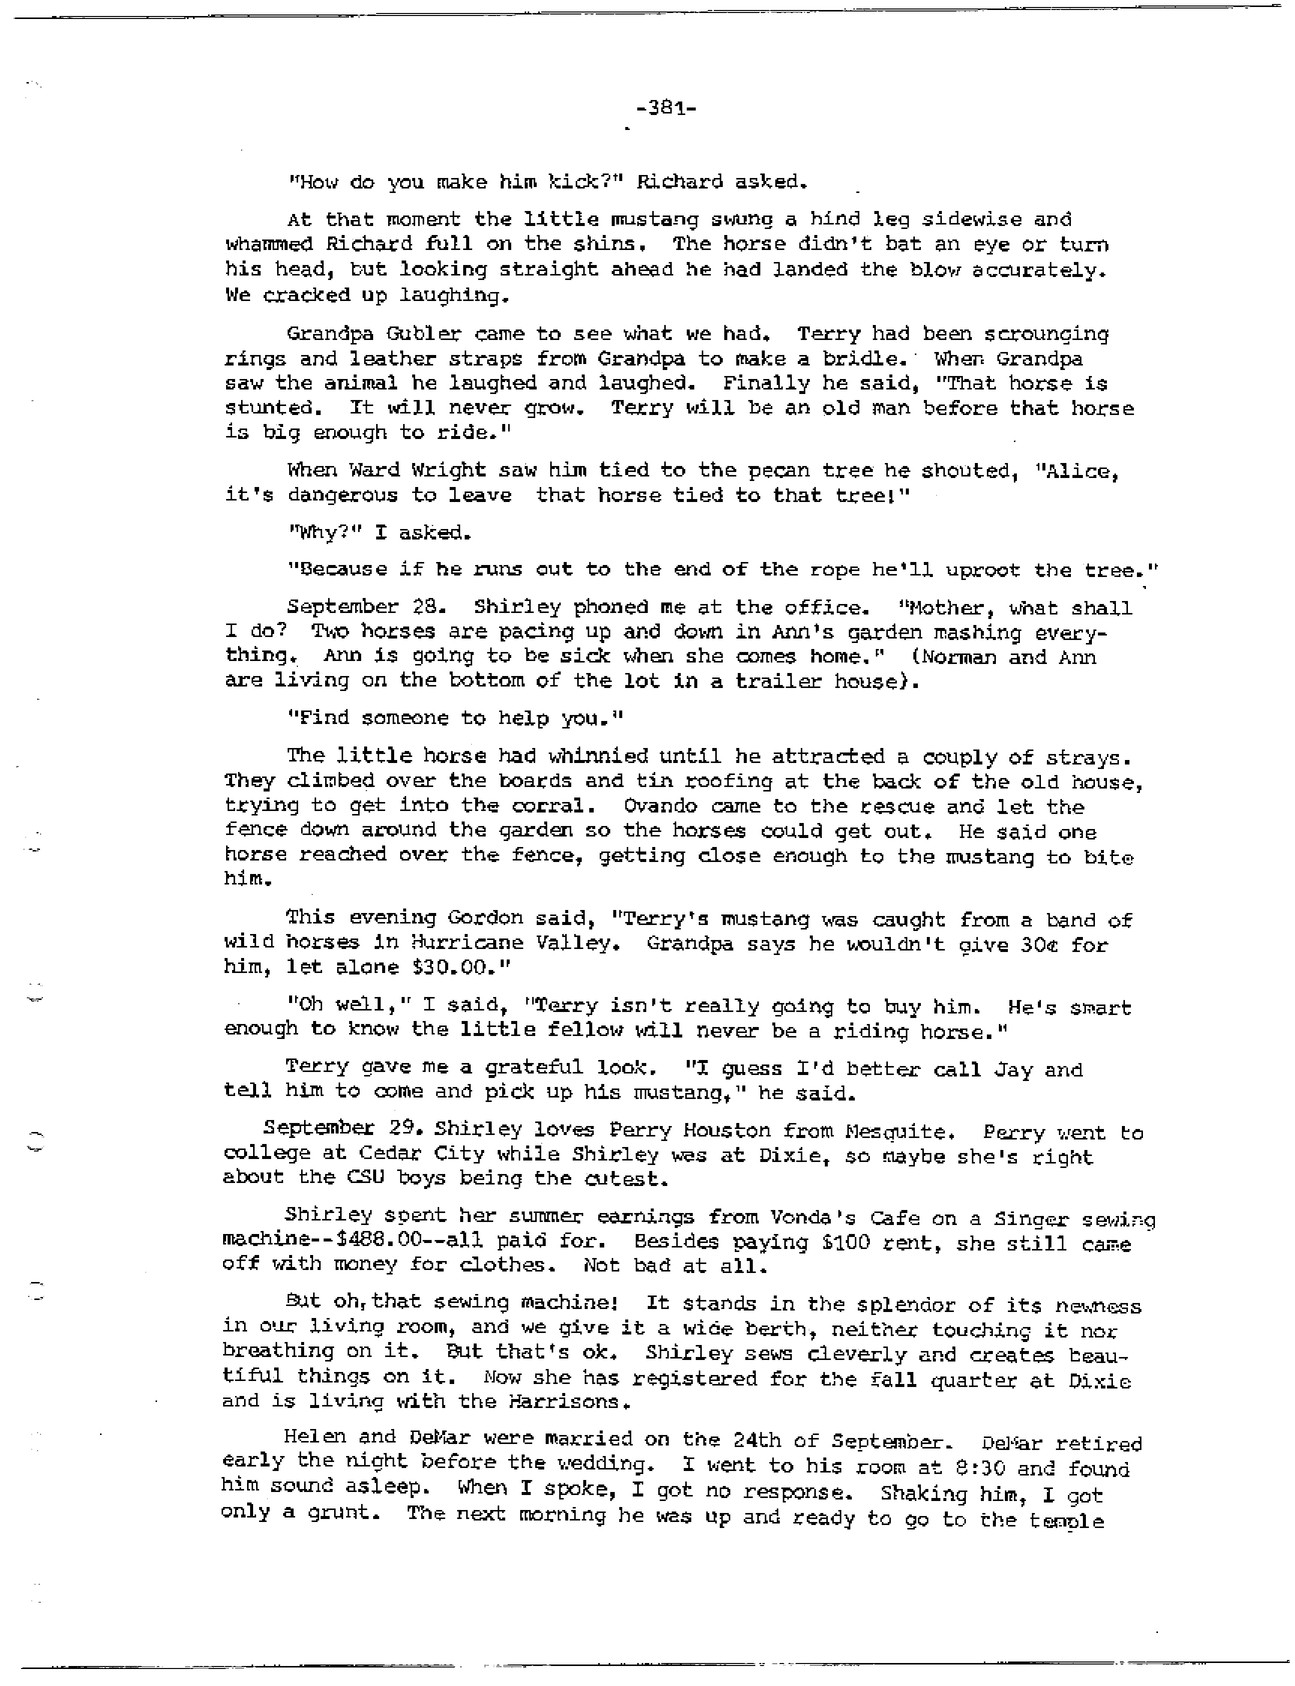 -381-
"How do you make him kick?" Richard asked.
At that moment the little mustang swung a hind leg sidewise and
whammed Richard full on the shins. The horse didn't bat an eye or turn
his head, but looking straight ahead he had landed the blow accurately.
We cracked up laughing.
Grandpa Gubler came to see what we had. Terry had been scrounging
rings and leather straps from Grandpa to make a bridle. When Grandpa
saw the animal he laughed and laughed. Finally he said, "That horse is
stunted. It will never grow. Terry will be an old man before that horse
is big enough to ride."
When Ward Wright saw him tied to the pecan tree he shouted, "Alice,
it's dangerous to leave that horse tied to that tree!"
"Why?" I asked.
"Because if he runs out to the end of the rope he'll uproot the tree."
September 28. Shirley phoned me at the office. "Mother, what shall
I do? Two horses are pacing up and down in Ann's garden mashing every-
thing. Ann is going to be sick when she comes home." (Norman and Ann
are living on the bottom of the lot in a trailer house).
"Find someone to help you."
The little horse had whinnied until he attracted a couply of strays.
They climbed over the boards and tin roofing at the back of the old house,
trying to get into the corral. Ovando came to the rescue and let the
fence down around the garden so the horses could get out. He said one
horse reached over the fence, getting close enough to the mustang to bite
him.
This evening Gordon said, "Terry's mustang was caught from a band of
wild horses in Hurricane Valley. Grandpa says he wouldn't give 30¢ for
him, let alone $30.00."
"Oh well," I said, "Terry isn't really going to buy him. He's smart
enough to know the little fellow will never be a riding horse."
Terry gave me a grateful look. "I guess I'd better call Jay and
tell him to come and pick up his mustang," he said.
September 29. Shirley loves Perry Houston from Mesquite. Perry went to
college at Cedar City while Shirley was at Dixie, so maybe she's right
about the CSU boys being the cutest.
Shirley spent her summer earnings from Vonda's Cafe on a Singer sewing
machine--$488.00--all paid for. Besides paying $100 rent, she still came
off with money for clothes. Not bad at all.
But oh, that sewing machine! It stands in the splendor of its newness
in our living room, and we give it a wide berth, neither touching it nor
breathing on it. But that's ok. Shirley sews cleverly and creates beau-
tiful things on it. Now she has registered for the fall quarter at Dixie
and is living with the Harrisons.
Helen and DeMar were married on the 24th of September. DeMar retired
early the night before the wedding. I went to his room at 8:30 and found
him sound asleep. When I spoke, I got no response. Shaking him, I got
only a grunt. The next morning he was up and ready to go to the temple